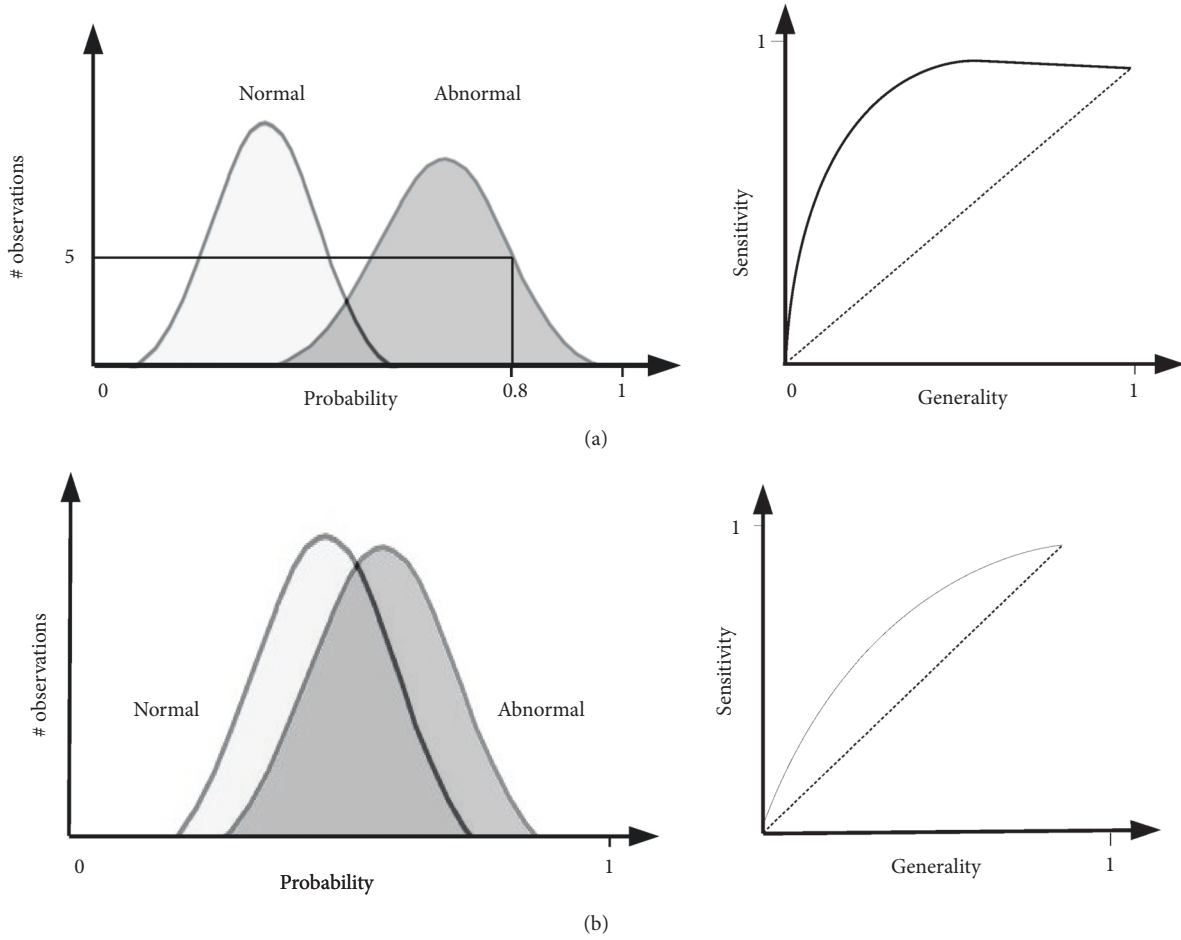 Normal
Abnormal
# observations
5
0
Probability
0.8
1
1
Sensitivity
0
Generality
1
(a)
# observations
Normal
Abnormal
0
Probability
1
1
Sensitivity
Generality
1
(b)